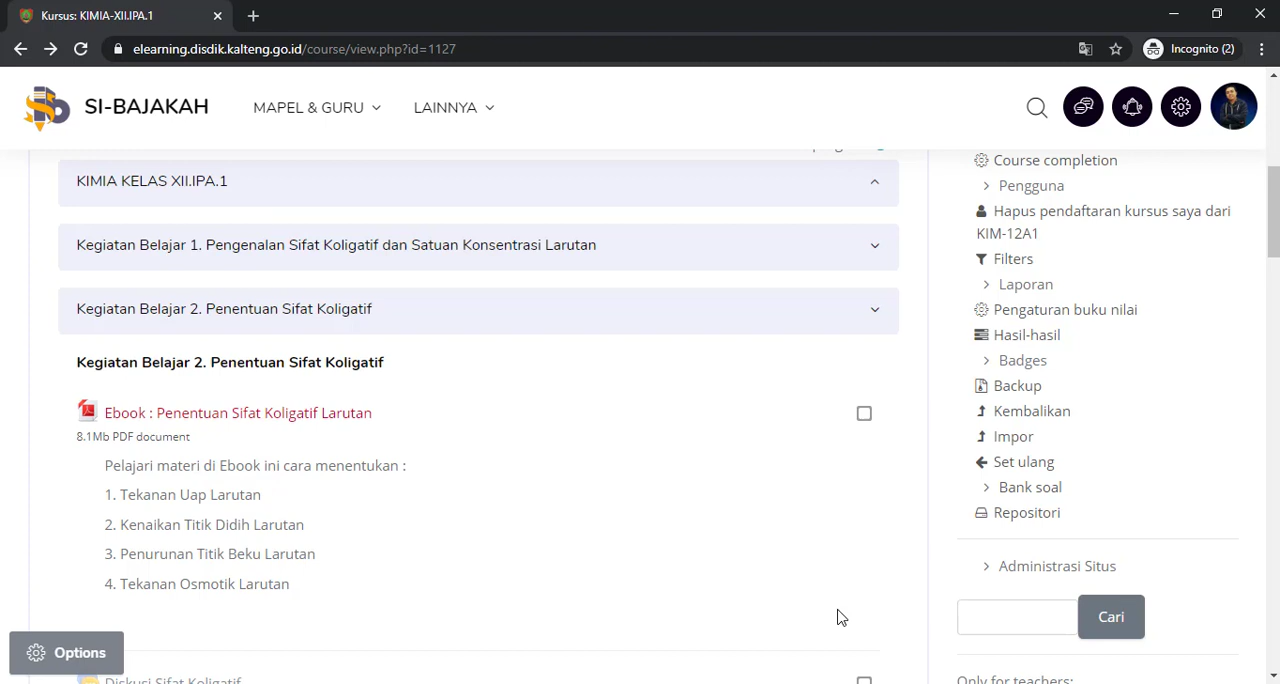 Kursus: KIMIA-XII.IPA.1
elearning.disdik.kalteng.go.id/course/view.php?id=1127
Incognito (2)
SI-BAJAKAH
MAPEL & GURU
LAINNYA
KIMIA KELAS XII.IPA.1
Kegiatan Belajar 1. Pengenalan Sifat Koligatif dan Satuan Konsentrasi Larutan
Kegiatan Belajar 2. Penentuan Sifat Koligatif
Kegiatan Belajar 2. Penentuan Sifat Koligatif
Ebook : Penentuan Sifat Koligatif Larutan
8.1Mb PDF document
Pelajari materi di Ebook ini cara menentukan :
1. Tekanan Uap Larutan
2. Kenaikan Titik Didih Larutan
3. Penurunan Titik Beku Larutan
4. Tekanan Osmotik Larutan
Diskusi Sifat Koligatif
Options
Course completion
Pengguna
Hapus pendaftaran kursus saya dari
KIM-12A1
Filters
Laporan
Pengaturan buku nilai
Hasil-hasil
Badges
Backup
Kembalikan
Impor
Set ulang
Bank soal
Repositori
Administrasi Situs
Cari
Only for teachers: